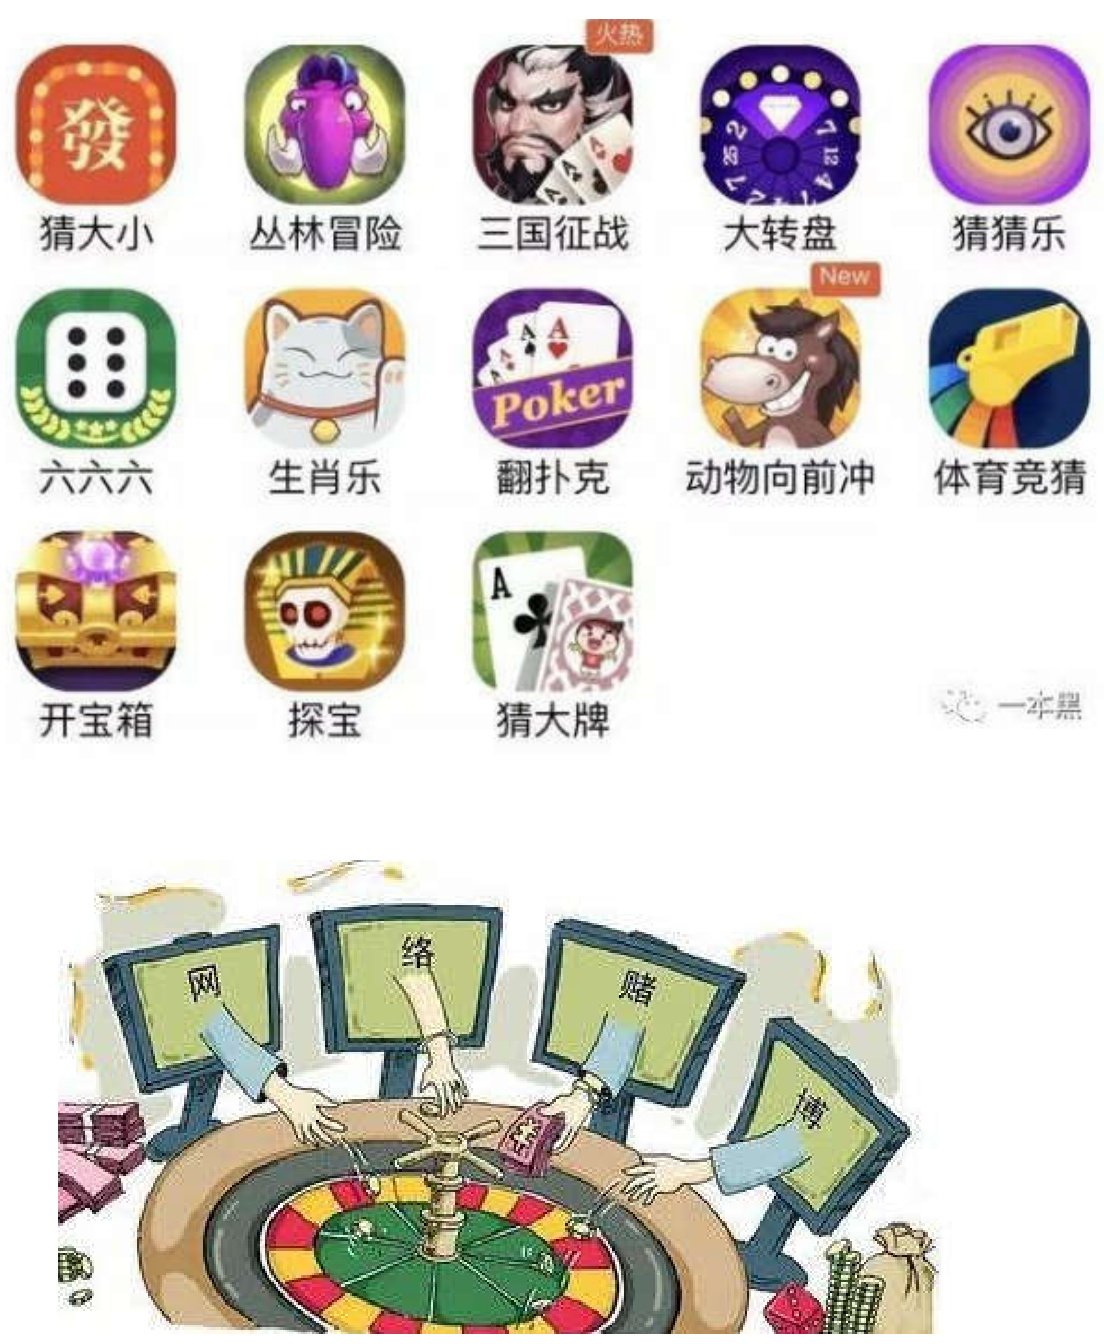 火热
發
猜大小 丛林冒险 三国征战 大转盘 猜猜乐
New
Poker
六六六 生肖乐 翻扑克 动物向前冲 体育竞猜
A
开宝箱 探宝 猜大牌
一本黑
网 络 赌 博